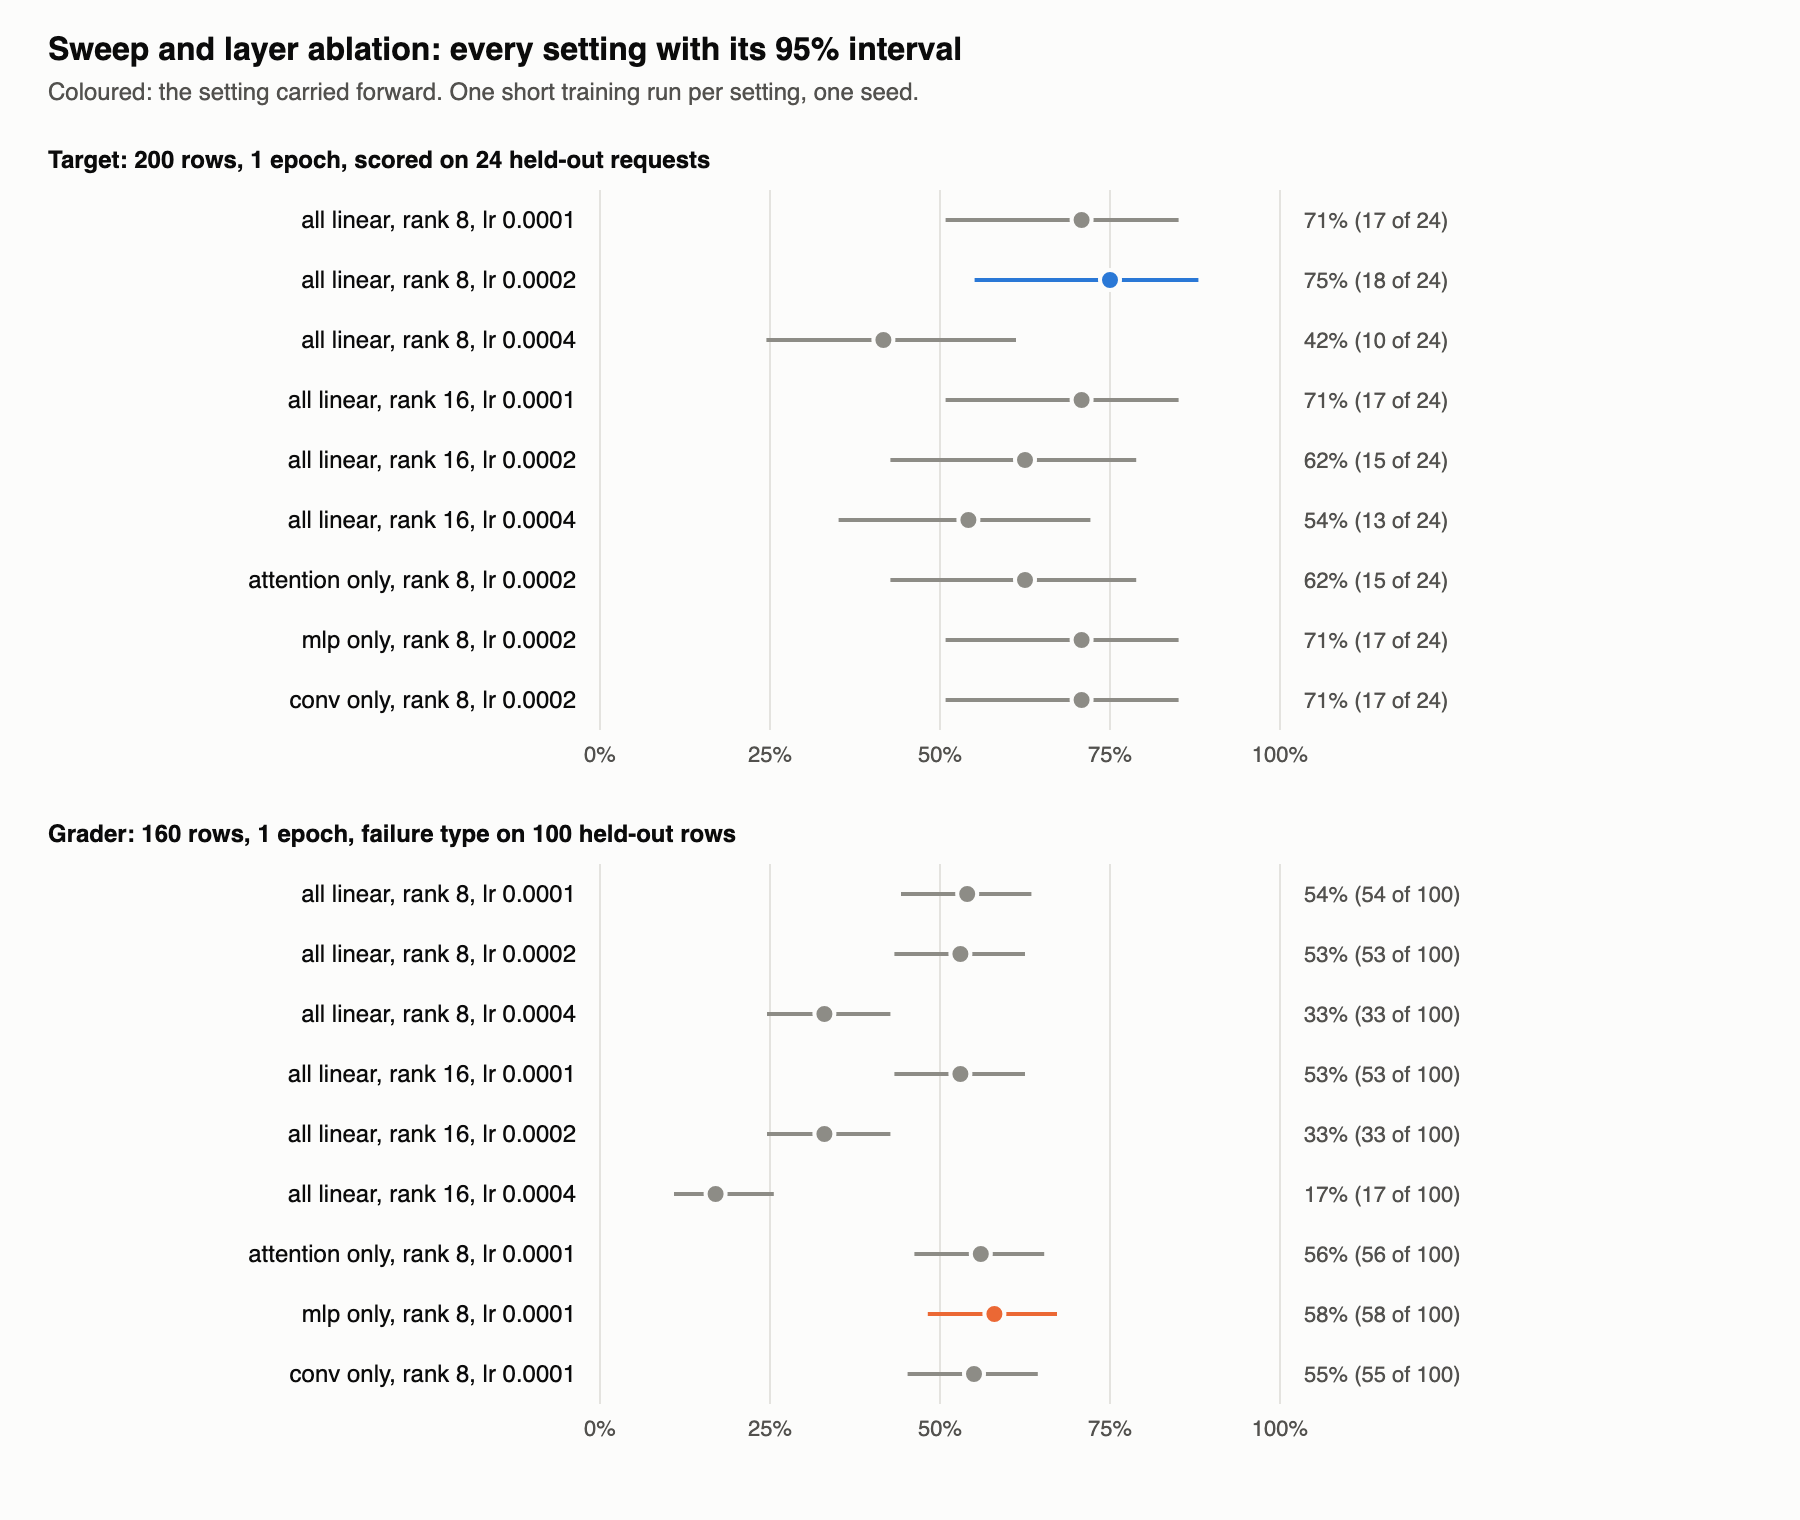 Sweep and layer ablation: every setting with its 95% interval
Coloured: the setting carried forward. One short training run per setting, one seed.
Target: 200 rows, 1 epoch, scored on 24 held-out requests
all linear, rank 8, lr 0.0001 71% (17 of 24)
all linear, rank 8, lr 0.0002 75% (18 of 24)
all linear, rank 8, lr 0.0004 42% (10 of 24)
all linear, rank 16, lr 0.0001 71% (17 of 24)
all linear, rank 16, lr 0.0002 62% (15 of 24)
all linear, rank 16, lr 0.0004 54% (13 of 24)
attention only, rank 8, lr 0.0002 62% (15 of 24)
mlp only, rank 8, lr 0.0002 71% (17 of 24)
conv only, rank 8, lr 0.0002 71% (17 of 24)
0% 25% 50% 75% 100%
Grader: 160 rows, 1 epoch, failure type on 100 held-out rows
all linear, rank 8, lr 0.0001 54% (54 of 100)
all linear, rank 8, lr 0.0002 53% (53 of 100)
all linear, rank 8, lr 0.0004 33% (33 of 100)
all linear, rank 16, lr 0.0001 53% (53 of 100)
all linear, rank 16, lr 0.0002 33% (33 of 100)
all linear, rank 16, lr 0.0004 17% (17 of 100)
attention only, rank 8, lr 0.0001 56% (56 of 100)
mlp only, rank 8, lr 0.0001 58% (58 of 100)
conv only, rank 8, lr 0.0001 55% (55 of 100)
0% 25% 50% 75% 100%